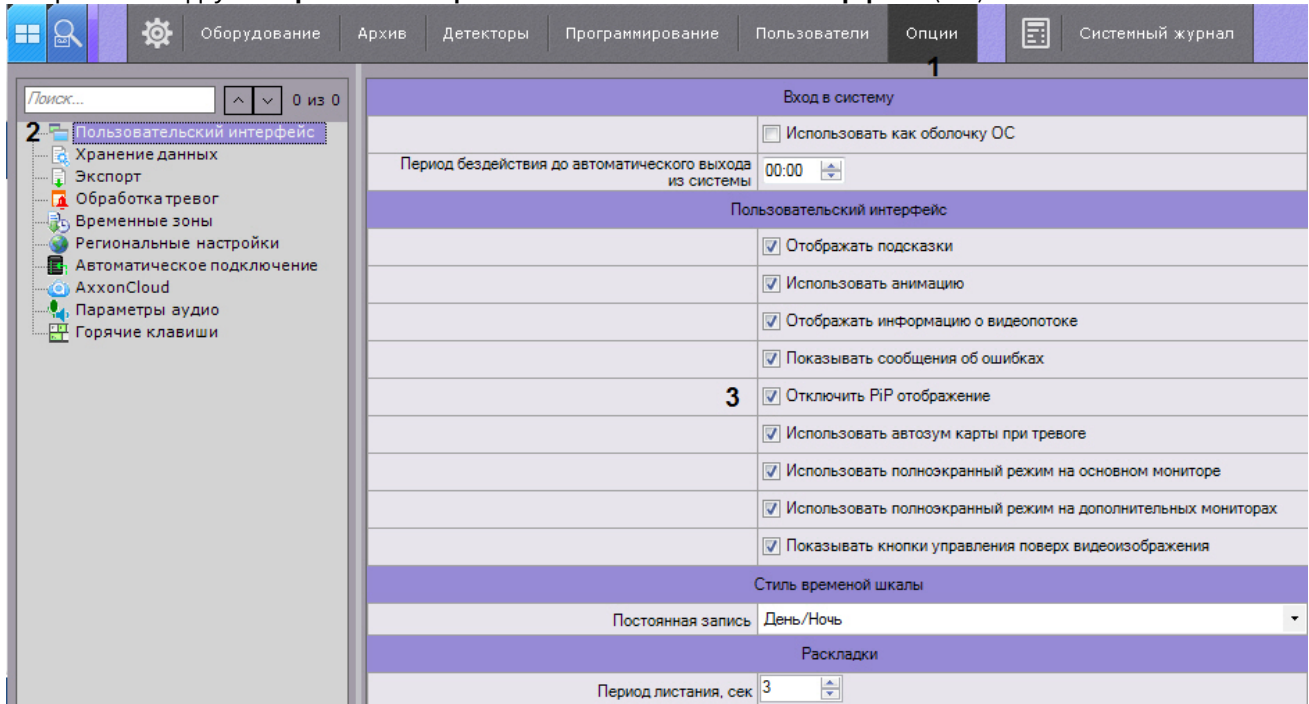 Оборудование Архив Детекторы Программирование Пользователи Опции Системный журнал
1
Поиск... 0 из 0
2 Пользовательский интерфейс
Хранение данных
Экспорт
Обработка тревог
Временные зоны
Региональные настройки
Автоматическое подключение
AxxonCloud
Параметры аудио
Горячие клавиши
Вход в систему
Использовать как оболочку ОС
Период бездействия до автоматического выхода
из системы
00:00
Пользовательский интерфейс
Отображать подсказки
Использовать анимацию
Отображать информацию о видеопотоке
Показывать сообщения об ошибках
3 Отключить PiP отображение
Использовать автозум карты при тревоге
Использовать полноэкранный режим на основном мониторе
Использовать полноэкранный режим на дополнительных мониторах
Показывать кнопки управления поверх видеоизображения
Стиль временой шкалы
Постоянная запись День/Ночь
Раскладки
Период листания, сек 3